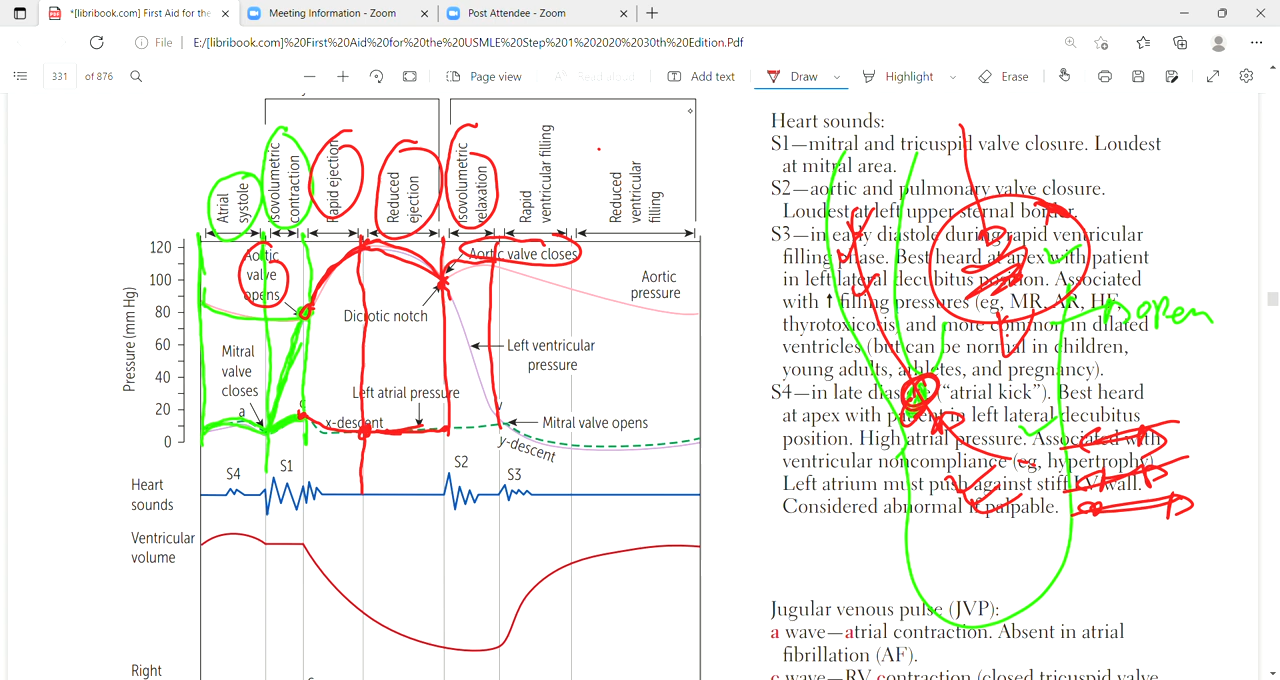 *[libribook.com] First Aid for the
Meeting Information - Zoom
Post Attendee - Zoom
File
E:/[libribook.com]%20First%20Aid%20for%20the%20USMLE%20Step%201%202020%2030th%20Edition.Pdf
331
of 876
Page view
Read aloud
Add text
Draw
Highlight
Erase
Atrial
systole
Isovolumetric
contraction
Rapid ejection
Reduced
ejection
Isovolumetric
relaxation
Rapid
ventricular filling
Reduced
ventricular
filling
Pressure (mm Hg)
120
100
80
60
40
20
0
Aortic
valve
opens
Aortic valve closes
Aortic
pressure
Dicrotic notch
Mitral
valve
closes
Left ventricular
pressure
Left atrial pressure
a
c
x-descent
v
Mitral valve opens
y-descent
Heart
sounds
S4
S1
S2
S3
Ventricular
volume
Right
Heart sounds:
S1—mitral and tricuspid valve closure. Loudest
at mitral area.
S2—aortic and pulmonary valve closure.
Loudest at left upper sternal border.
S3—in early diastole during rapid ventricular
filling phase. Best heard at apex with patient
in left lateral decubitus position. Associated
with ↑ filling pressures (eg, MR, AR, HF,
thyrotoxicosis) and more common in dilated
ventricles (but can be normal in children,
young adults, athletes, and pregnancy).
S4—in late diastole (“atrial kick”). Best heard
at apex with patient in left lateral decubitus
position. High atrial pressure. Associated with
ventricular noncompliance (eg, hypertrophy).
Left atrium must push against stiff LV wall.
Considered abnormal if palpable.
open
Jugular venous pulse (JVP):
a wave—atrial contraction. Absent in atrial
fibrillation (AF).
c wave—RV contraction (closed tricuspid valve